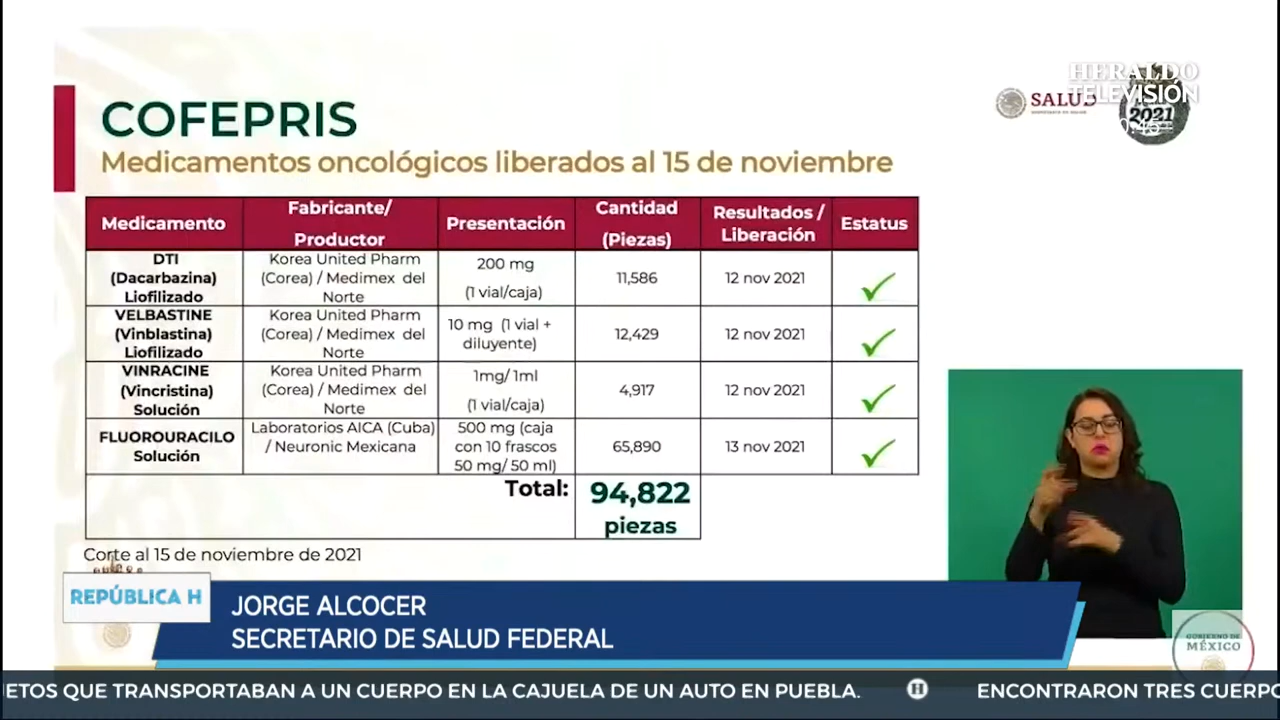 HERALDO
TELEVISIÓN
SALUD
2021
COFEPRIS
Medicamentos oncológicos liberados al 15 de noviembre
Medicamento
Fabricante/
Productor
Presentación
Cantidad
(Piezas)
Resultados /
Liberación
Estatus
DTI
(Dacarbazina)
Liofilizado
Korea United Pharm
(Corea) / Medimex del
Norte
200 mg
(1 vial/caja)
11,586
12 nov 2021
VELBASTINE
(Vinblastina)
Liofilizado
Korea United Pharm
(Corea) / Medimex del
Norte
10 mg (1 vial +
diluyente)
12,429
12 nov 2021
VINRACINE
(Vincristina)
Solución
Korea United Pharm
(Corea) / Medimex del
Norte
1mg/ 1ml
(1 vial/caja)
4,917
12 nov 2021
FLUOROURACILO
Solución
Laboratorios AICA (Cuba)
/ Neuronic Mexicana
500 mg (caja
con 10 frascos
50 mg/ 50 ml)
65,890
13 nov 2021
Total:
94,822
piezas
Corte al 15 de noviembre de 2021
REPÚBLICA H
JORGE ALCOCER
SECRETARIO DE SALUD FEDERAL
GOBIERNO DE
MÉXICO
JETOS QUE TRANSPORTABAN A UN CUERPO EN LA CAJUELA DE UN AUTO EN PUEBLA.
H
ENCONTRARON TRES CUERPO